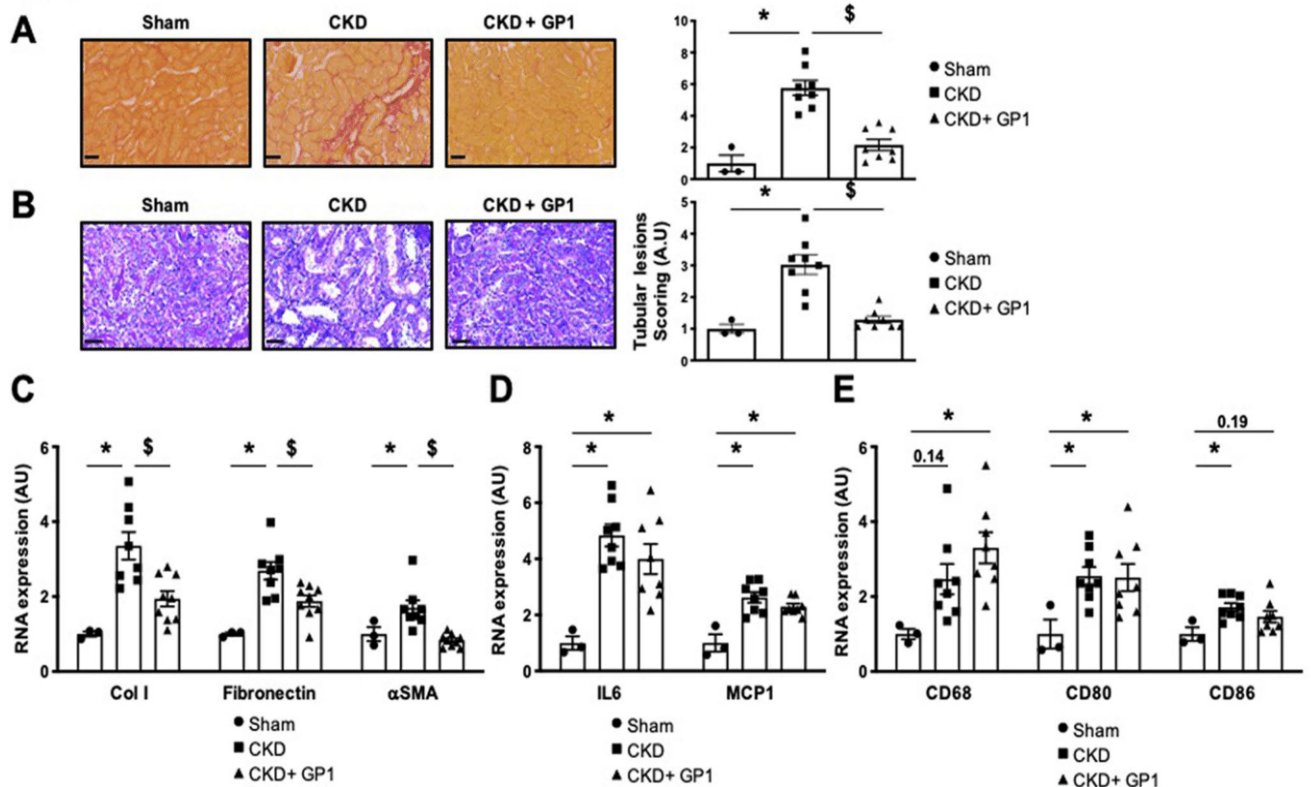 A
Sham CKD CKD + GP1
10
8
6
4
2
0
* $
Sham
CKD
CKD+ GP1
B
Sham CKD CKD + GP1
Tubular lesions
Scoring (A.U)
5
4
3
2
1
0
* $
Sham
CKD
CKD+ GP1
C
RNA expression (AU)
6
4
2
0
* $ * $ * $
Col I Fibronectin αSMA
Sham
CKD
CKD+ GP1
D
RNA expression (AU)
8
6
4
2
0
* *
* *
IL6 MCP1
Sham
CKD
CKD+ GP1
E
RNA expression (AU)
6
4
2
0
* * 0.19
0.14 * *
CD68 CD80 CD86
Sham
CKD
CKD+ GP1